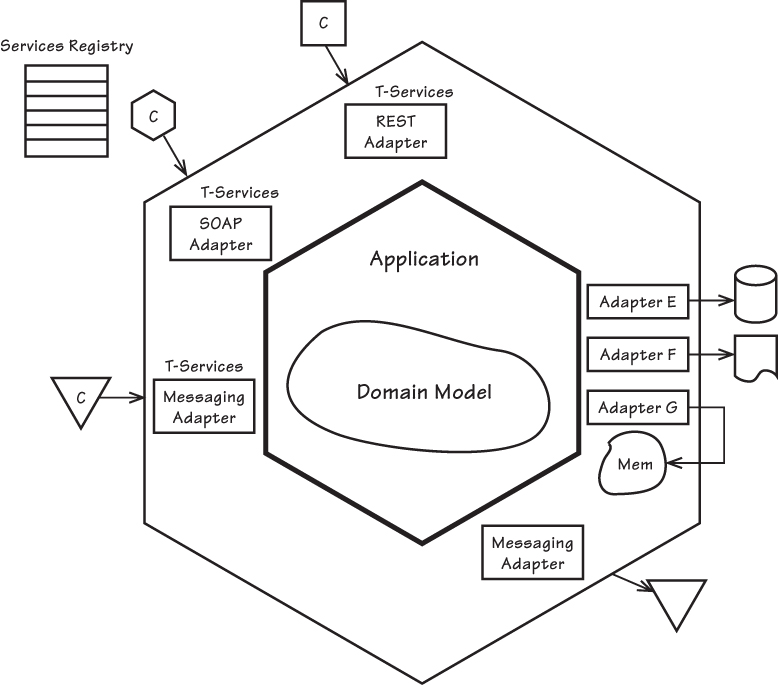 C
Services Registry
T-Services
REST
Adapter
C
T-Services
SOAP
Adapter
Application
Adapter E
Adapter F
T-Services
Messaging
Adapter
C
Domain Model
Adapter G
Mem
Messaging
Adapter